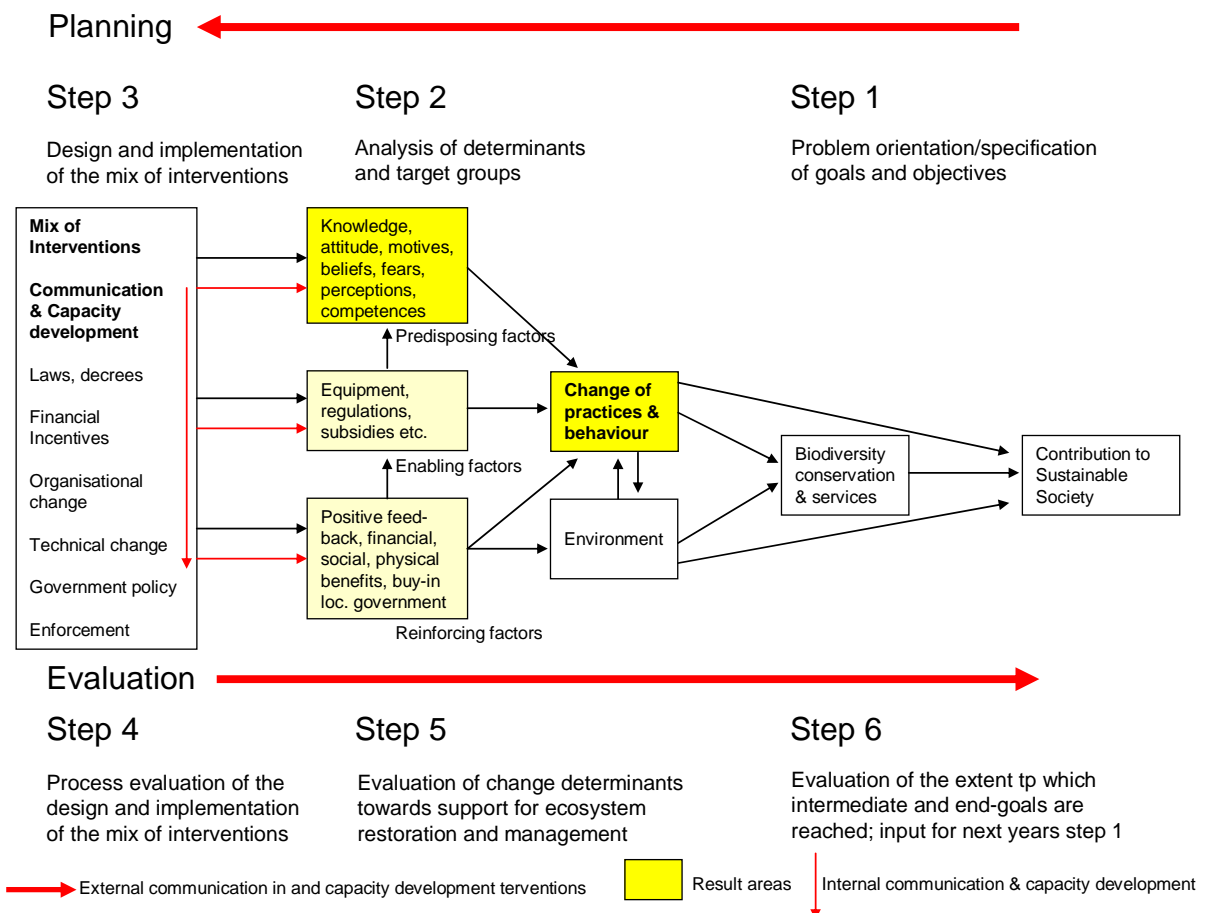 Planning
Step 3
Step 2
Step 1
Design and implementation
of the mix of interventions
Analysis of determinants
and target groups
Problem orientation/specification
of goals and objectives
Mix of
Interventions
Communication
& Capacity
development
Laws, decrees
Financial
Incentives
Organisational
change
Technical change
Government policy
Enforcement
Knowledge,
attitude, motives,
beliefs, fears,
perceptions,
competences
Predisposing factors
Equipment,
regulations,
subsidies etc.
Enabling factors
Positive feed-
back, financial,
social, physical
benefits, buy-in
loc. government
Reinforcing factors
Change of
practices &
behaviour
Environment
Biodiversity
conservation
& services
Contribution to
Sustainable
Society
Evaluation
Step 4
Step 5
Step 6
Process evaluation of the
design and implementation
of the mix of interventions
Evaluation of change determinants
towards support for ecosystem
restoration and management
Evaluation of the extent tp which
intermediate and end-goals are
reached; input for next years step 1
External communication in and capacity development terventions
Result areas
Internal communication & capacity development